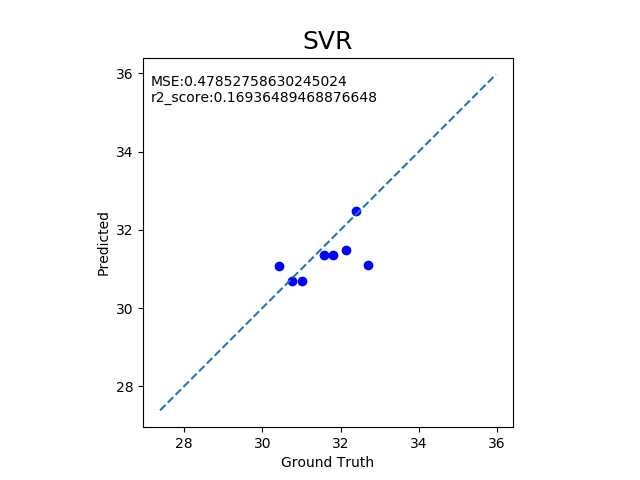 SVR
MSE:0.47852758630245024
r2_score:0.16936489468876648
36
34
32
30
28
Predicted
28 30 32 34 36
Ground Truth